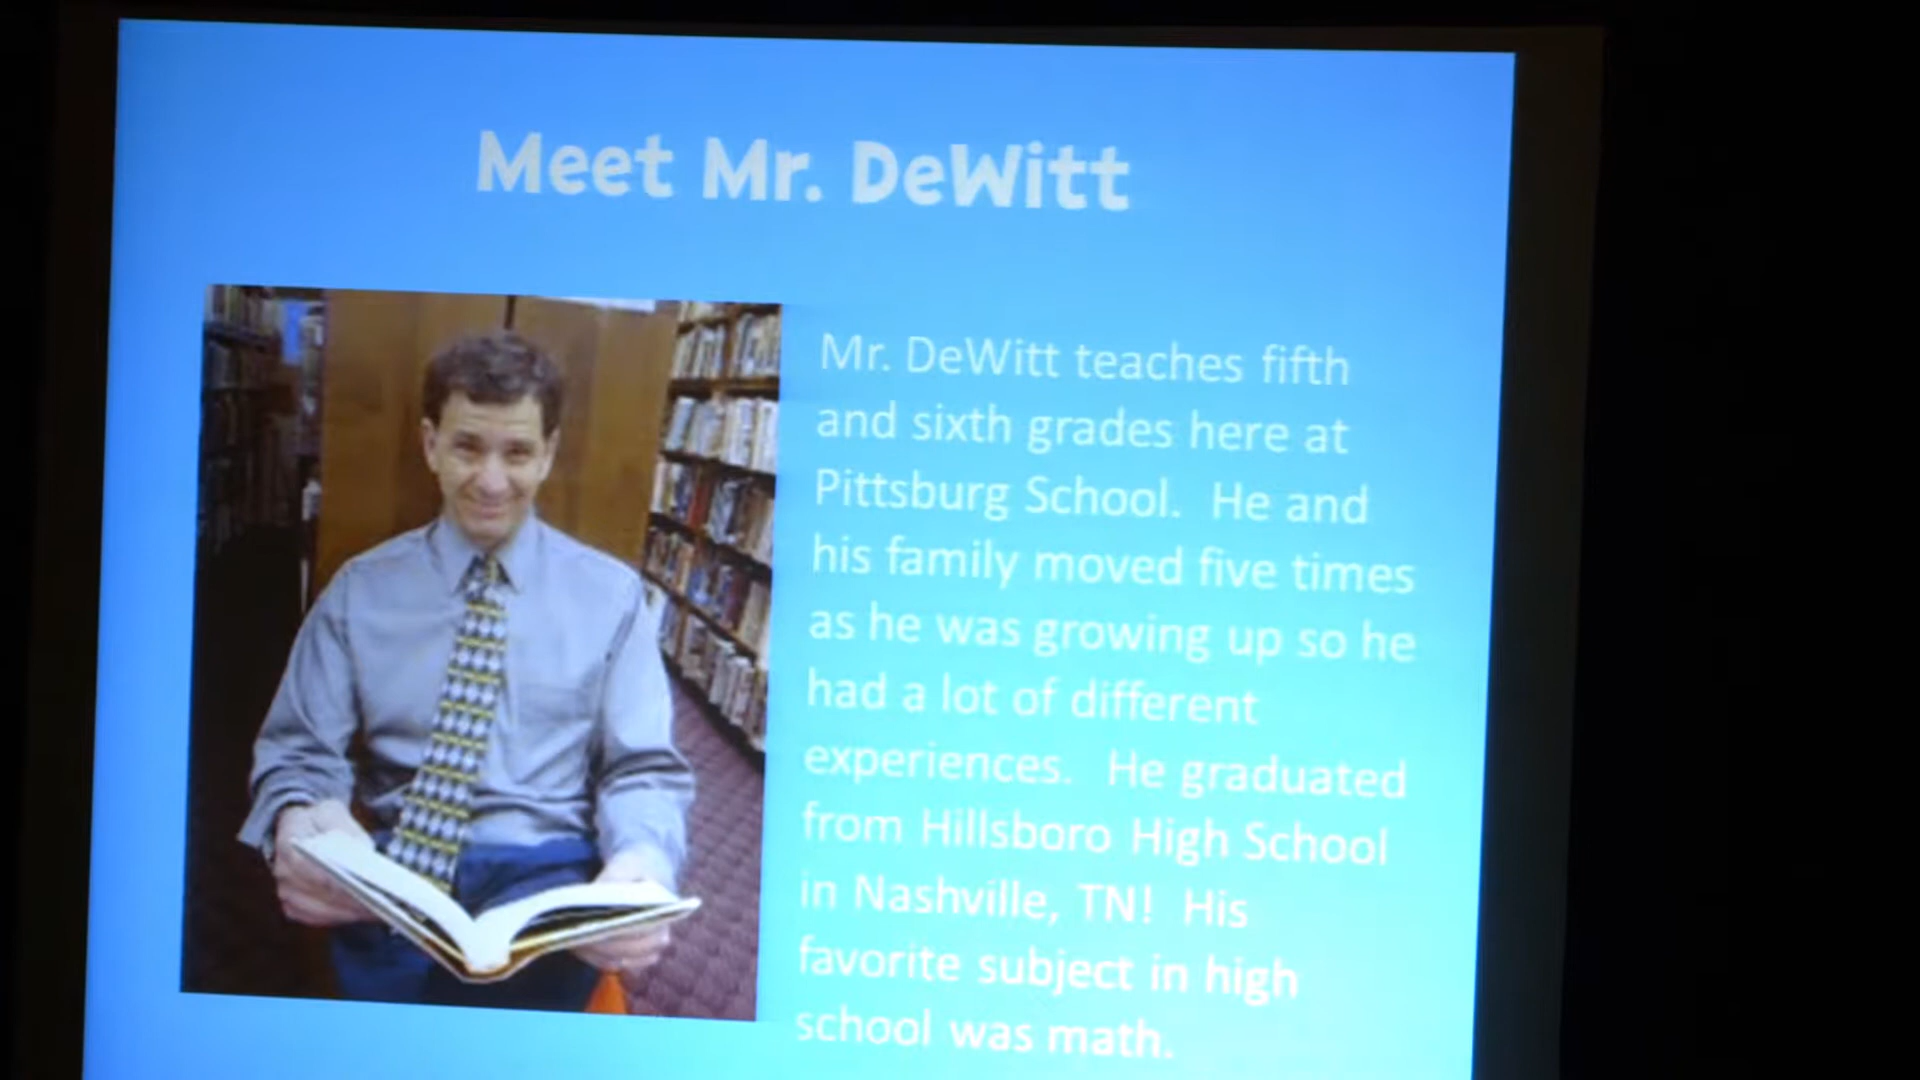 Meet Mr. DeWitt
Mr. DeWitt teaches fifth
and sixth grades here at
Pittsburg School. He and
his family moved five times
as he was growing up so he
had a lot of different
experiences. He graduated
from Hillsboro High School
in Nashville, TN! His
favorite subject in high
school was math.